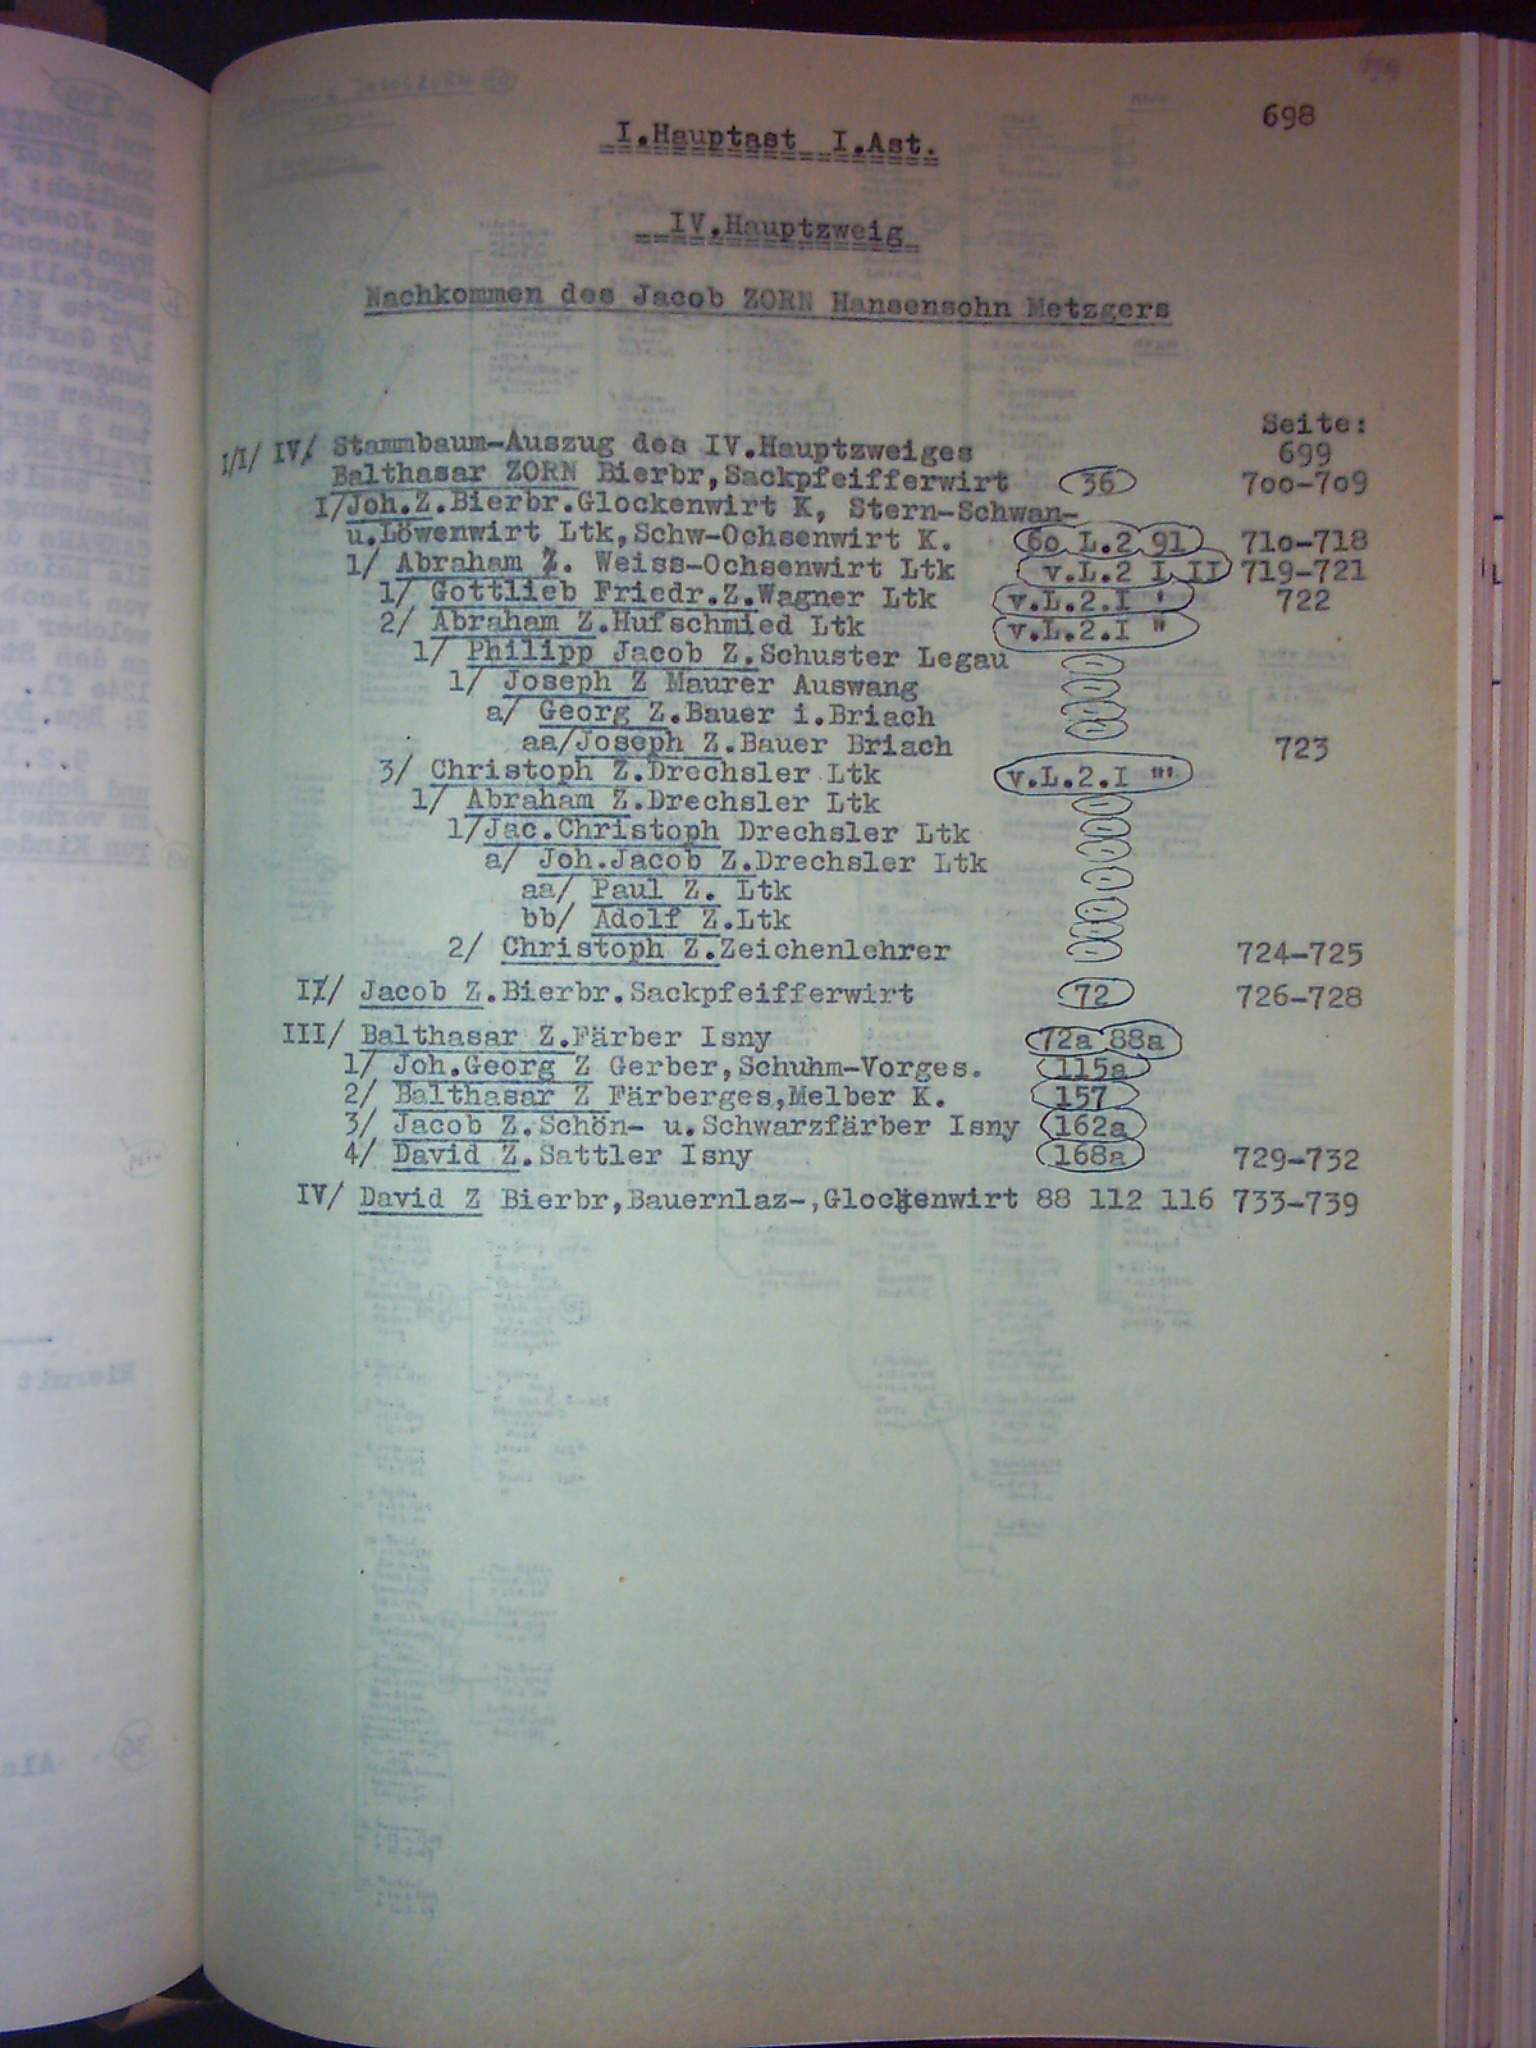 698
I.Hauptast I.Ast.
IV.Hauptzweig
Nachkommen des Jacob ZORN Hansensohn Metzgers
Seite:
I/I/ IV/ Stammbaum-Auszug des IV.Hauptzweiges 699
Balthasar ZORN Bierbr,Sackpfeifferwirt 36 7oo-7o9
I/Joh.Z.Bierbr.Glockenwirt K, Stern-Schwan-
u.Löwenwirt Ltk,Schw-Ochsenwirt K. 6o L.2 91 71o-718
1/ Abraham Z. Weiss-Ochsenwirt Ltk v.L.2 I II 719-721
1/ Gottlieb Friedr.Z.Wagner Ltk v.L.2.I ' 722
2/ Abraham Z.Hufschmied Ltk v.L.2.I "
1/ Philipp Jacob Z.Schuster Legau -
1/ Joseph Z Maurer Auswang -
a/ Georg Z.Bauer i.Briach -
aa/Joseph Z.Bauer Briach - 723
3/ Christoph Z.Drechsler Ltk v.L.2.I "'
1/ Abraham Z.Drechsler Ltk -
1/Jac.Christoph Drechsler Ltk -
a/ Joh.Jacob Z.Drechsler Ltk -
aa/ Paul Z. Ltk -
bb/ Adolf Z.Ltk -
2/ Christoph Z.Zeichenlehrer - 724-725
II/ Jacob Z.Bierbr.Sackpfeifferwirt 72 726-728
III/ Balthasar Z.Färber Isny 72a 88a
1/ Joh.Georg Z Gerber,Schuhm-Vorges. 115a
2/ Balthasar Z Färberges,Melber K. 157
3/ Jacob Z.Schön- u.Schwarzfärber Isny 162a
4/ David Z.Sattler Isny 168a 729-732
IV/ David Z Bierbr,Bauernlaz-,Glockenwirt 88 112 116 733-739